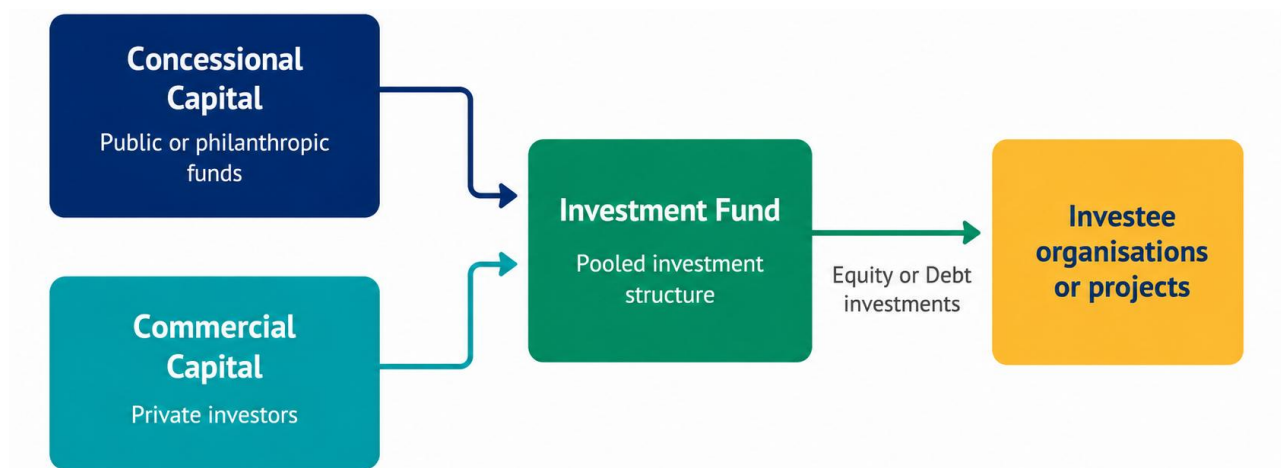 Concessional
Capital
Public or philanthropic
funds
Commercial
Capital
Private investors
Investment Fund
Pooled investment
structure
Equity or Debt
investments
Investee
organisations
or projects